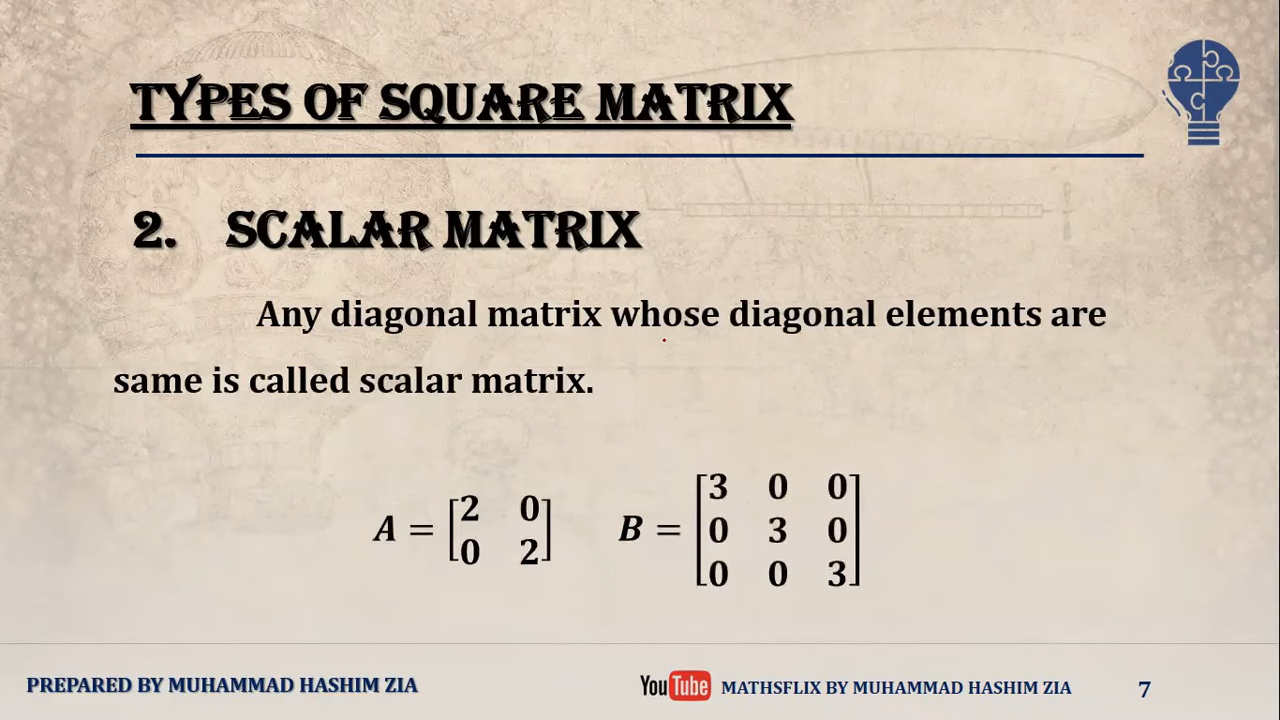 TYPES OF SQUARE MATRIX
2. SCALAR MATRIX
Any diagonal matrix whose diagonal elements are
same is called scalar matrix.
A = [2 0
0 2] B = [3 0 0
0 3 0
0 0 3]
PREPARED BY MUHAMMAD HASHIM ZIA YouTube MATHSFLIX BY MUHAMMAD HASHIM ZIA 7